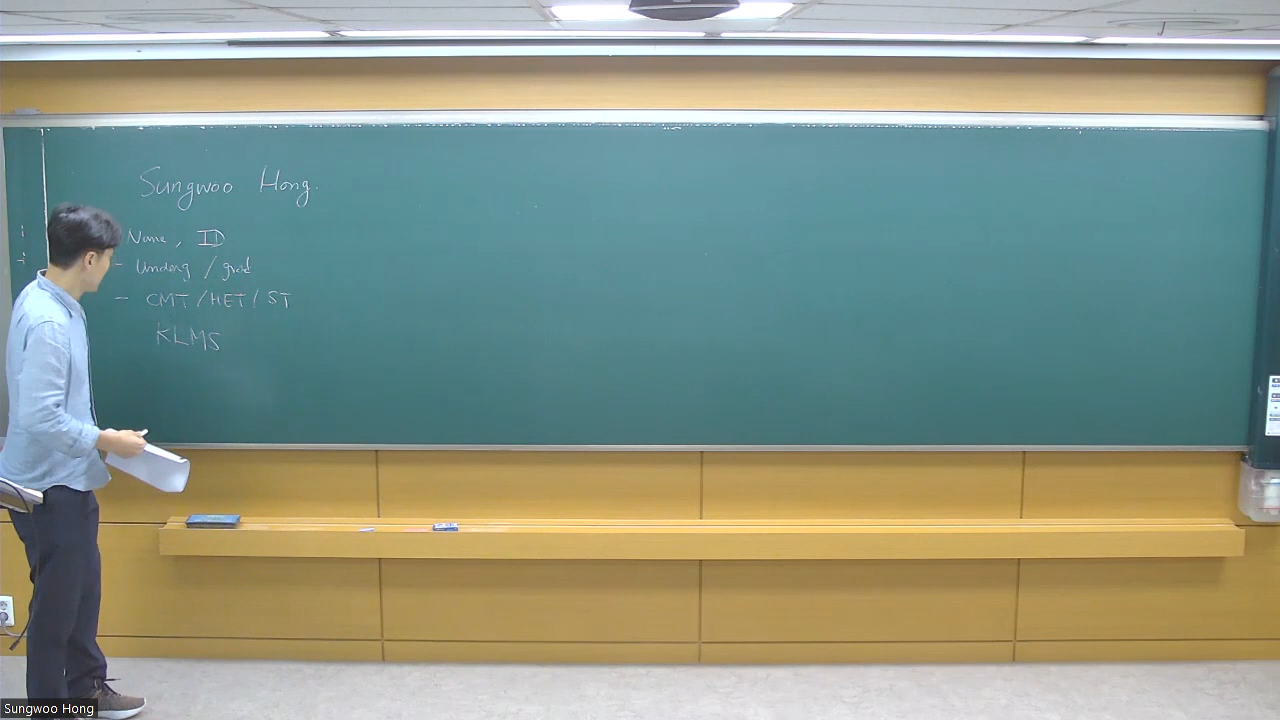 Sungwoo Hong.
Name, ID
- Underg / grad
- CMT / HET / ST
KLMS
Sungwoo Hong